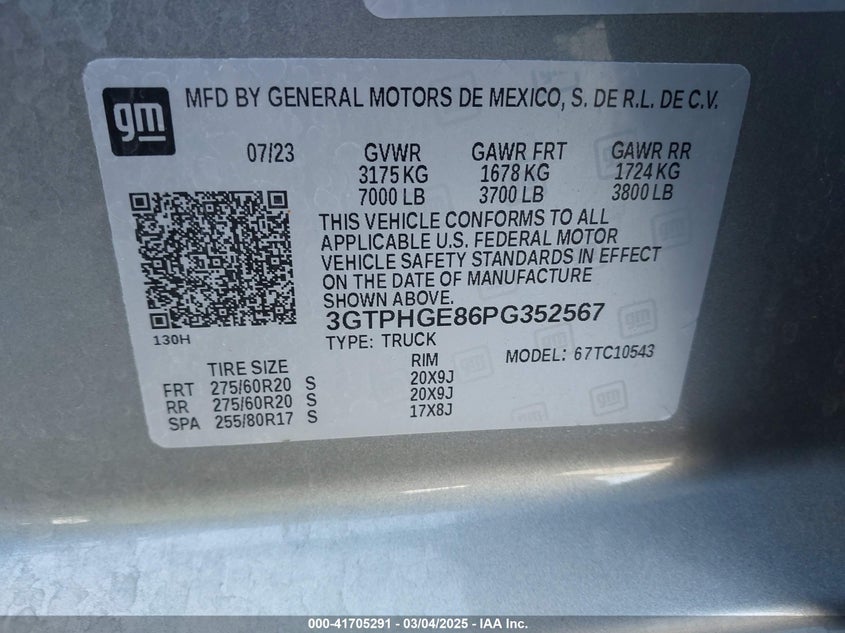 gm MFD BY GENERAL MOTORS DE MEXICO, S. DE R.L. DE C.V.
07/23 GVWR GAWR FRT GAWR RR
3175 KG 1678 KG 1724 KG
7000 LB 3700 LB 3800 LB
THIS VEHICLE CONFORMS TO ALL
APPLICABLE U.S. FEDERAL MOTOR
VEHICLE SAFETY STANDARDS IN EFFECT
ON THE DATE OF MANUFACTURE
SHOWN ABOVE.
3GTPHGE86PG352567
130H
TYPE: TRUCK
MODEL: 67TC10543
TIRE SIZE RIM
FRT 275/60R20 S 20X9J
RR 275/60R20 S 20X9J
SPA 255/80R17 S 17X8J
000-41705291 - 03/04/2025 - IAA Inc.